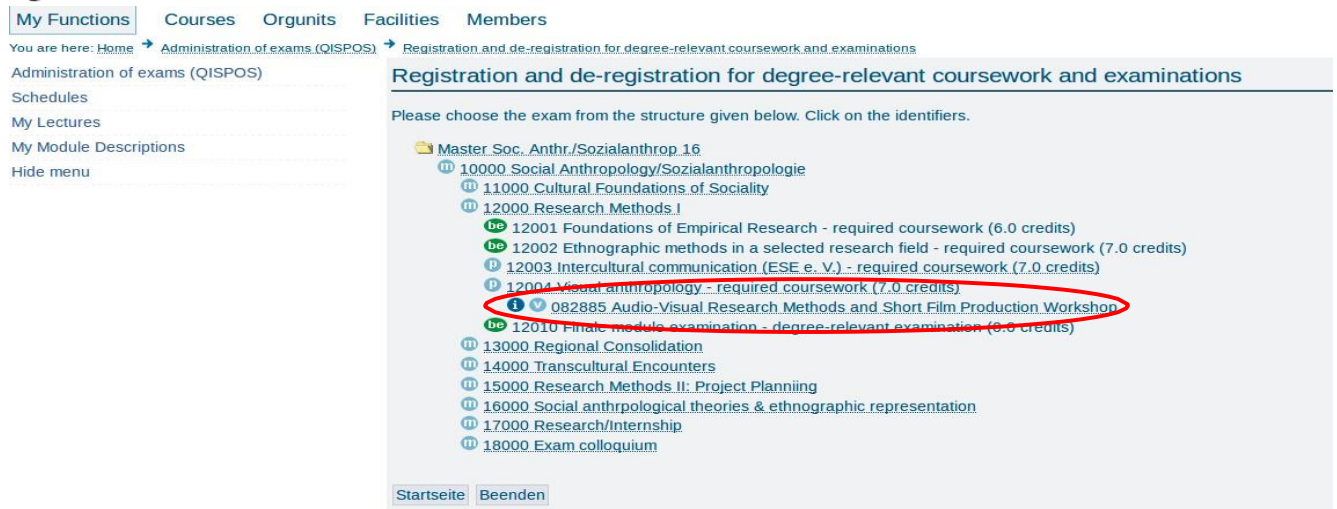 My Functions Courses Orgunits Facilities Members
You are here: Home Administration of exams (QISPOS) Registration and de-registration for degree-relevant coursework and examinations
Administration of exams (QISPOS)
Schedules
My Lectures
My Module Descriptions
Hide menu
Registration and de-registration for degree-relevant coursework and examinations
Please choose the exam from the structure given below. Click on the identifiers.
Master Soc. Anthr./Sozialanthrop 16
m 10000 Social Anthropology/Sozialanthropologie
m 11000 Cultural Foundations of Sociality
m 12000 Research Methods I
be 12001 Foundations of Empirical Research - required coursework (6.0 credits)
be 12002 Ethnographic methods in a selected research field - required coursework (7.0 credits)
p 12003 Intercultural communication (ESE e. V.) - required coursework (7.0 credits)
p 12004 Visual anthropology - required coursework (7.0 credits)
i v 082885 Audio-Visual Research Methods and Short Film Production Workshop
be 12010 Finale module examination - degree-relevant examination (8.0 credits)
m 13000 Regional Consolidation
m 14000 Transcultural Encounters
m 15000 Research Methods II: Project Planniing
m 16000 Social anthrpological theories & ethnographic representation
m 17000 Research/Internship
m 18000 Exam colloquium
Startseite Beenden